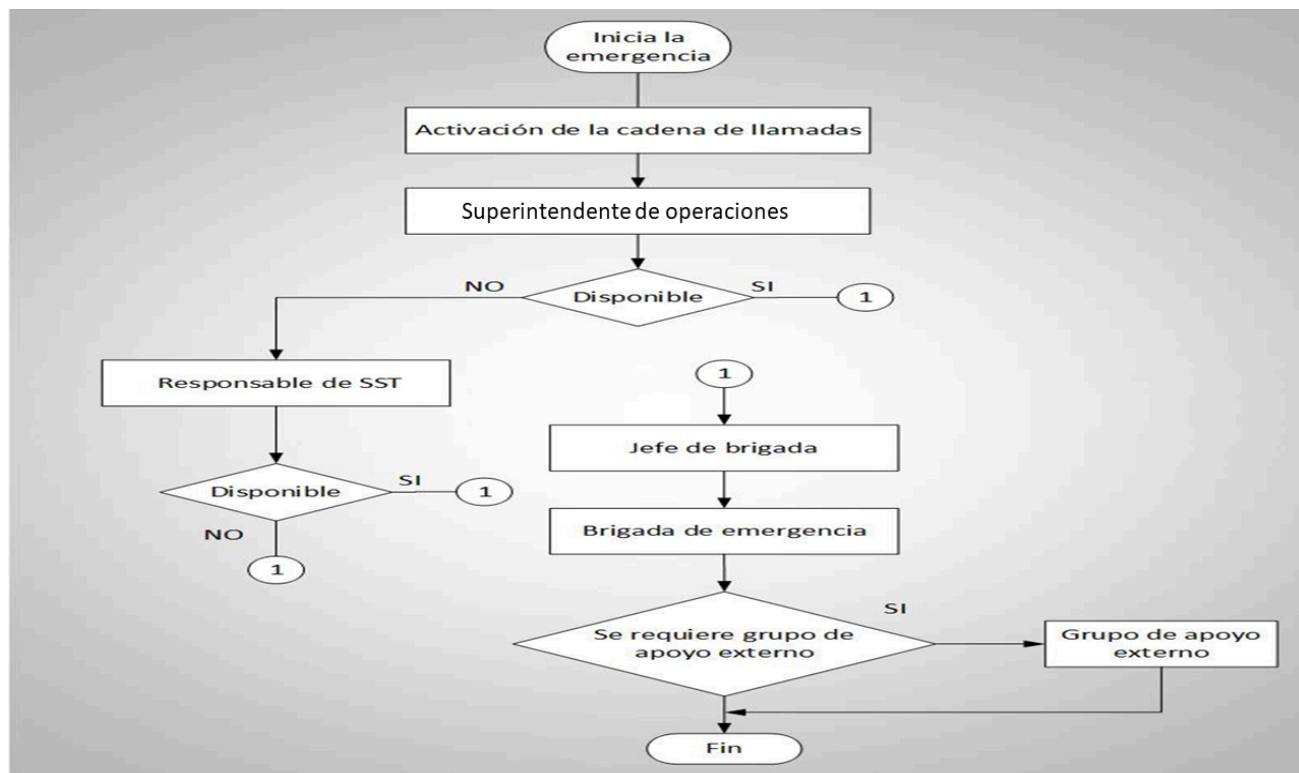 Inicia la
emergencia
Activación de la cadena de llamadas
Superintendente de operaciones
NO
Disponible
SI
1
Responsable de SST
Disponible
SI
1
NO
1
1
Jefe de brigada
Brigada de emergencia
Se requiere grupo de
apoyo externo
SI
Grupo de apoyo
externo
Fin